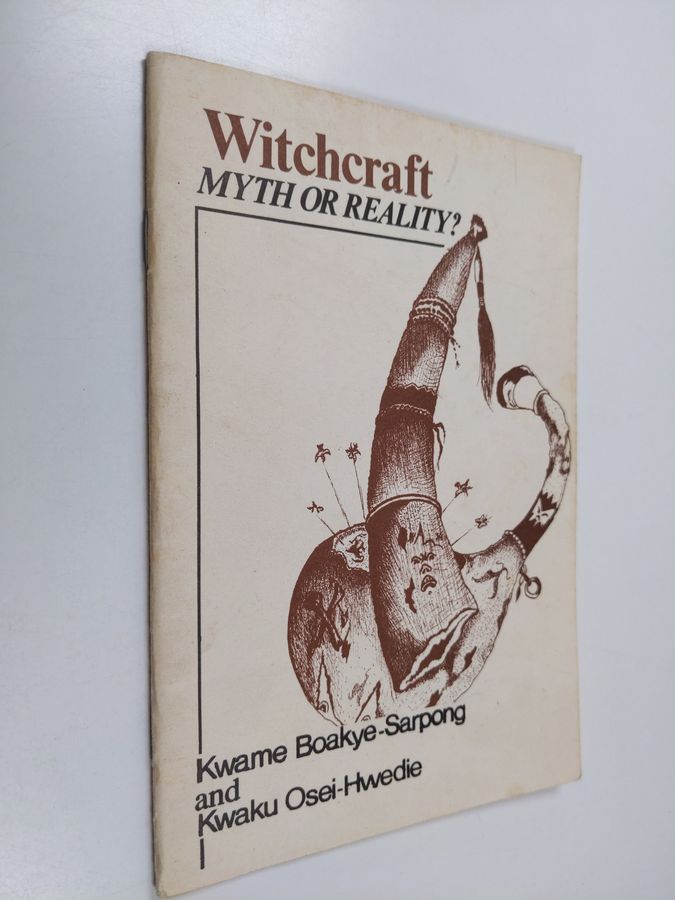 Witchcraft
MYTH OR REALITY?
Kwame Boakye-Sarpong
and
Kwaku Osei-Hwedie